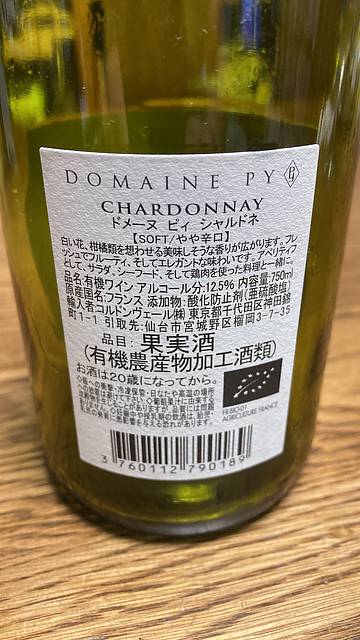 DOMAINE PY
CHARDONNAY
ドメーヌ ピィ シャルドネ
【SOFT/やや辛口】
白い花、柑橘類を想わせる美味しそうな香りが広がります。フレ
ッシュでフルーティ、そしてエレガントな味わいです。アペリティフ
として、サラダ、シーフード、そして鶏肉を使った料理と一緒に。
品名:有機ワイン アルコール分:12.5% 内容量:750ml
原産国名:フランス 添加物:酸化防止剤(亜硫酸塩)
輸入者名:コルドンヴェール㈱ 東京都千代田区神田錦
町1-1 引取先:仙台市宮城野区榴岡3-7-35
品目: 果実酒
(有機農産物加工酒類)
お酒は20歳になってから。
FR-BIO-01
AGRICULTURE FRANCE
3 760112 790189